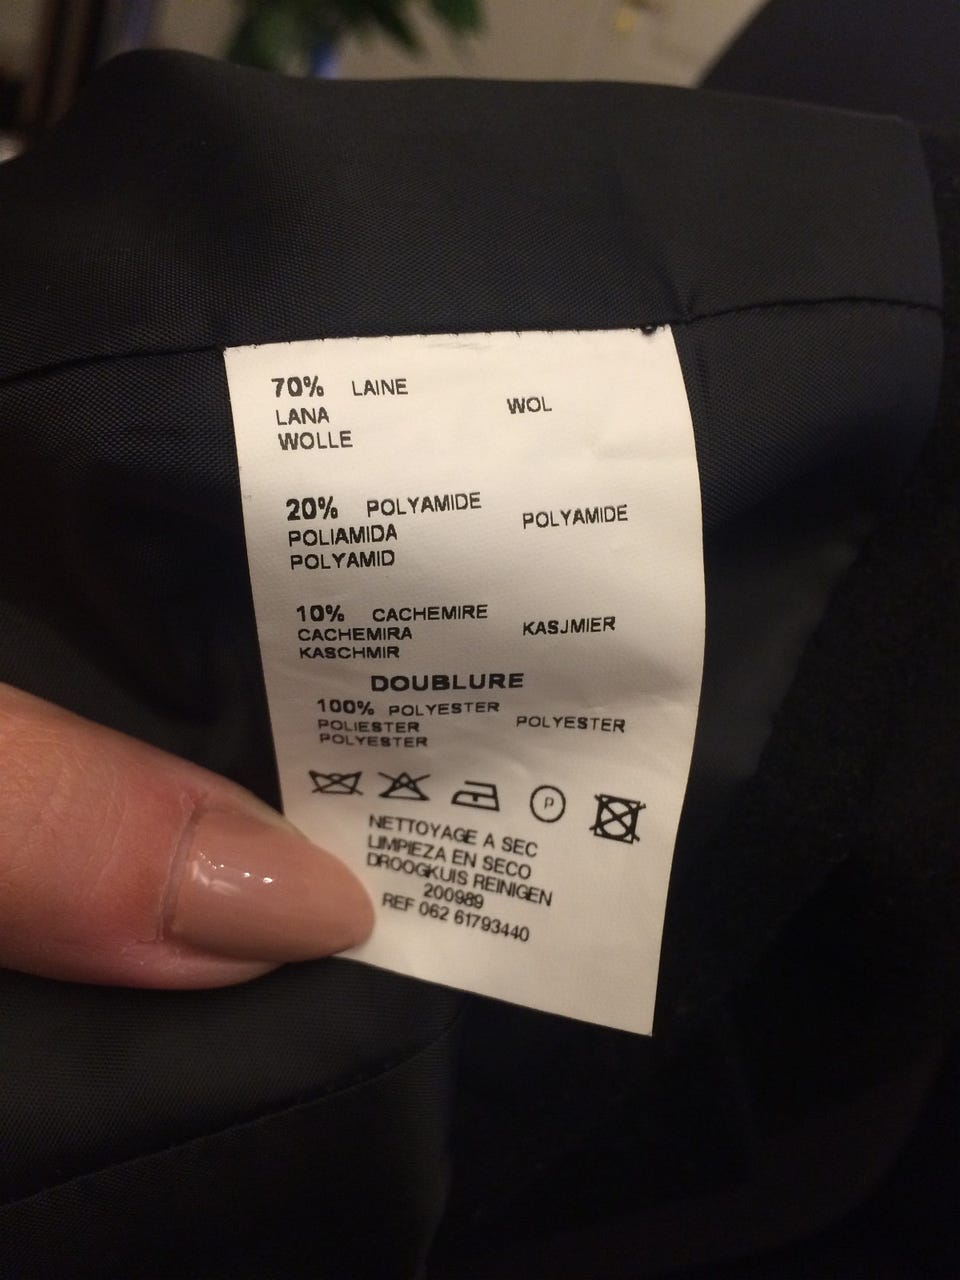 70% LAINE
LANA WOL
WOLLE
20% POLYAMIDE
POLIAMIDA POLYAMIDE
POLYAMID
10% CACHEMIRE
CACHEMIRA KASJMIER
KASCHMIR
DOUBLURE
100% POLYESTER
POLIESTER POLYESTER
POLYESTER
P
NETTOYAGE A SEC
LIMPIEZA EN SECO
DROOGKUIS REINIGEN
200989
REF 062 61793440